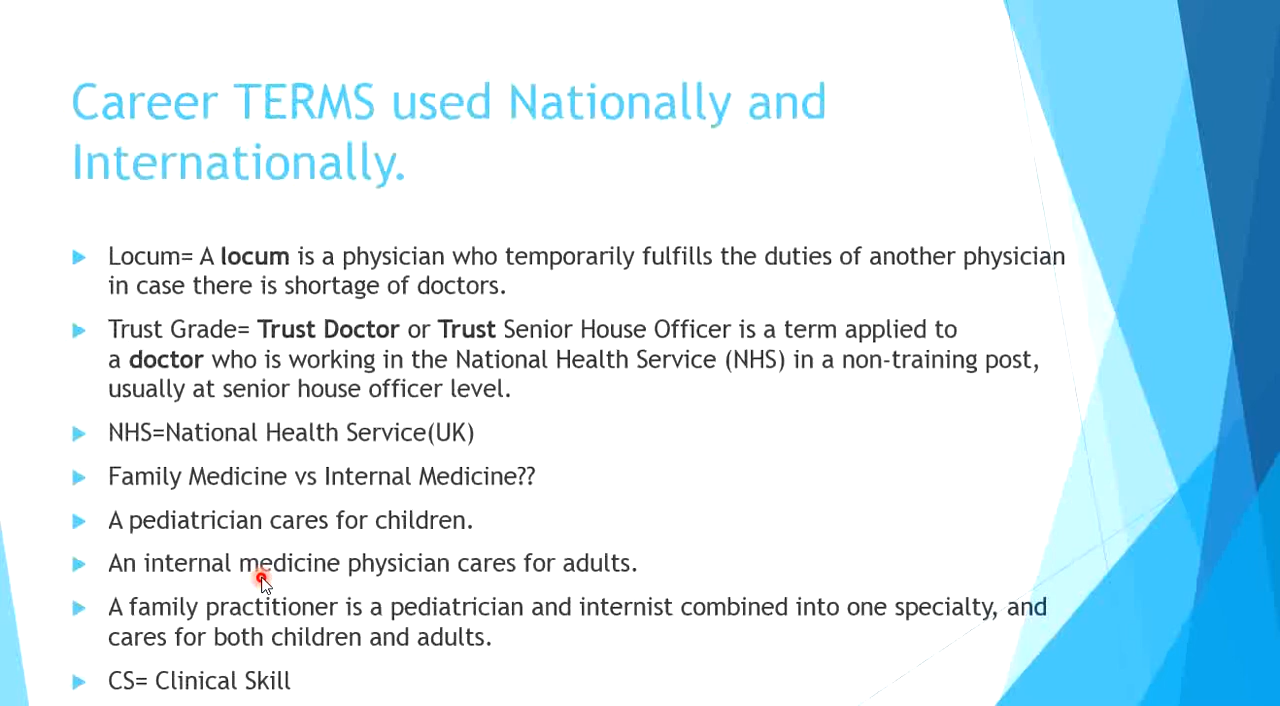 Career TERMS used Nationally and
Internationally.
Locum= A locum is a physician who temporarily fulfills the duties of another physician
in case there is shortage of doctors.
Trust Grade= Trust Doctor or Trust Senior House Officer is a term applied to
a doctor who is working in the National Health Service (NHS) in a non-training post,
usually at senior house officer level.
NHS=National Health Service(UK)
Family Medicine vs Internal Medicine??
A pediatrician cares for children.
An internal medicine physician cares for adults.
A family practitioner is a pediatrician and internist combined into one specialty, and
cares for both children and adults.
CS= Clinical Skill